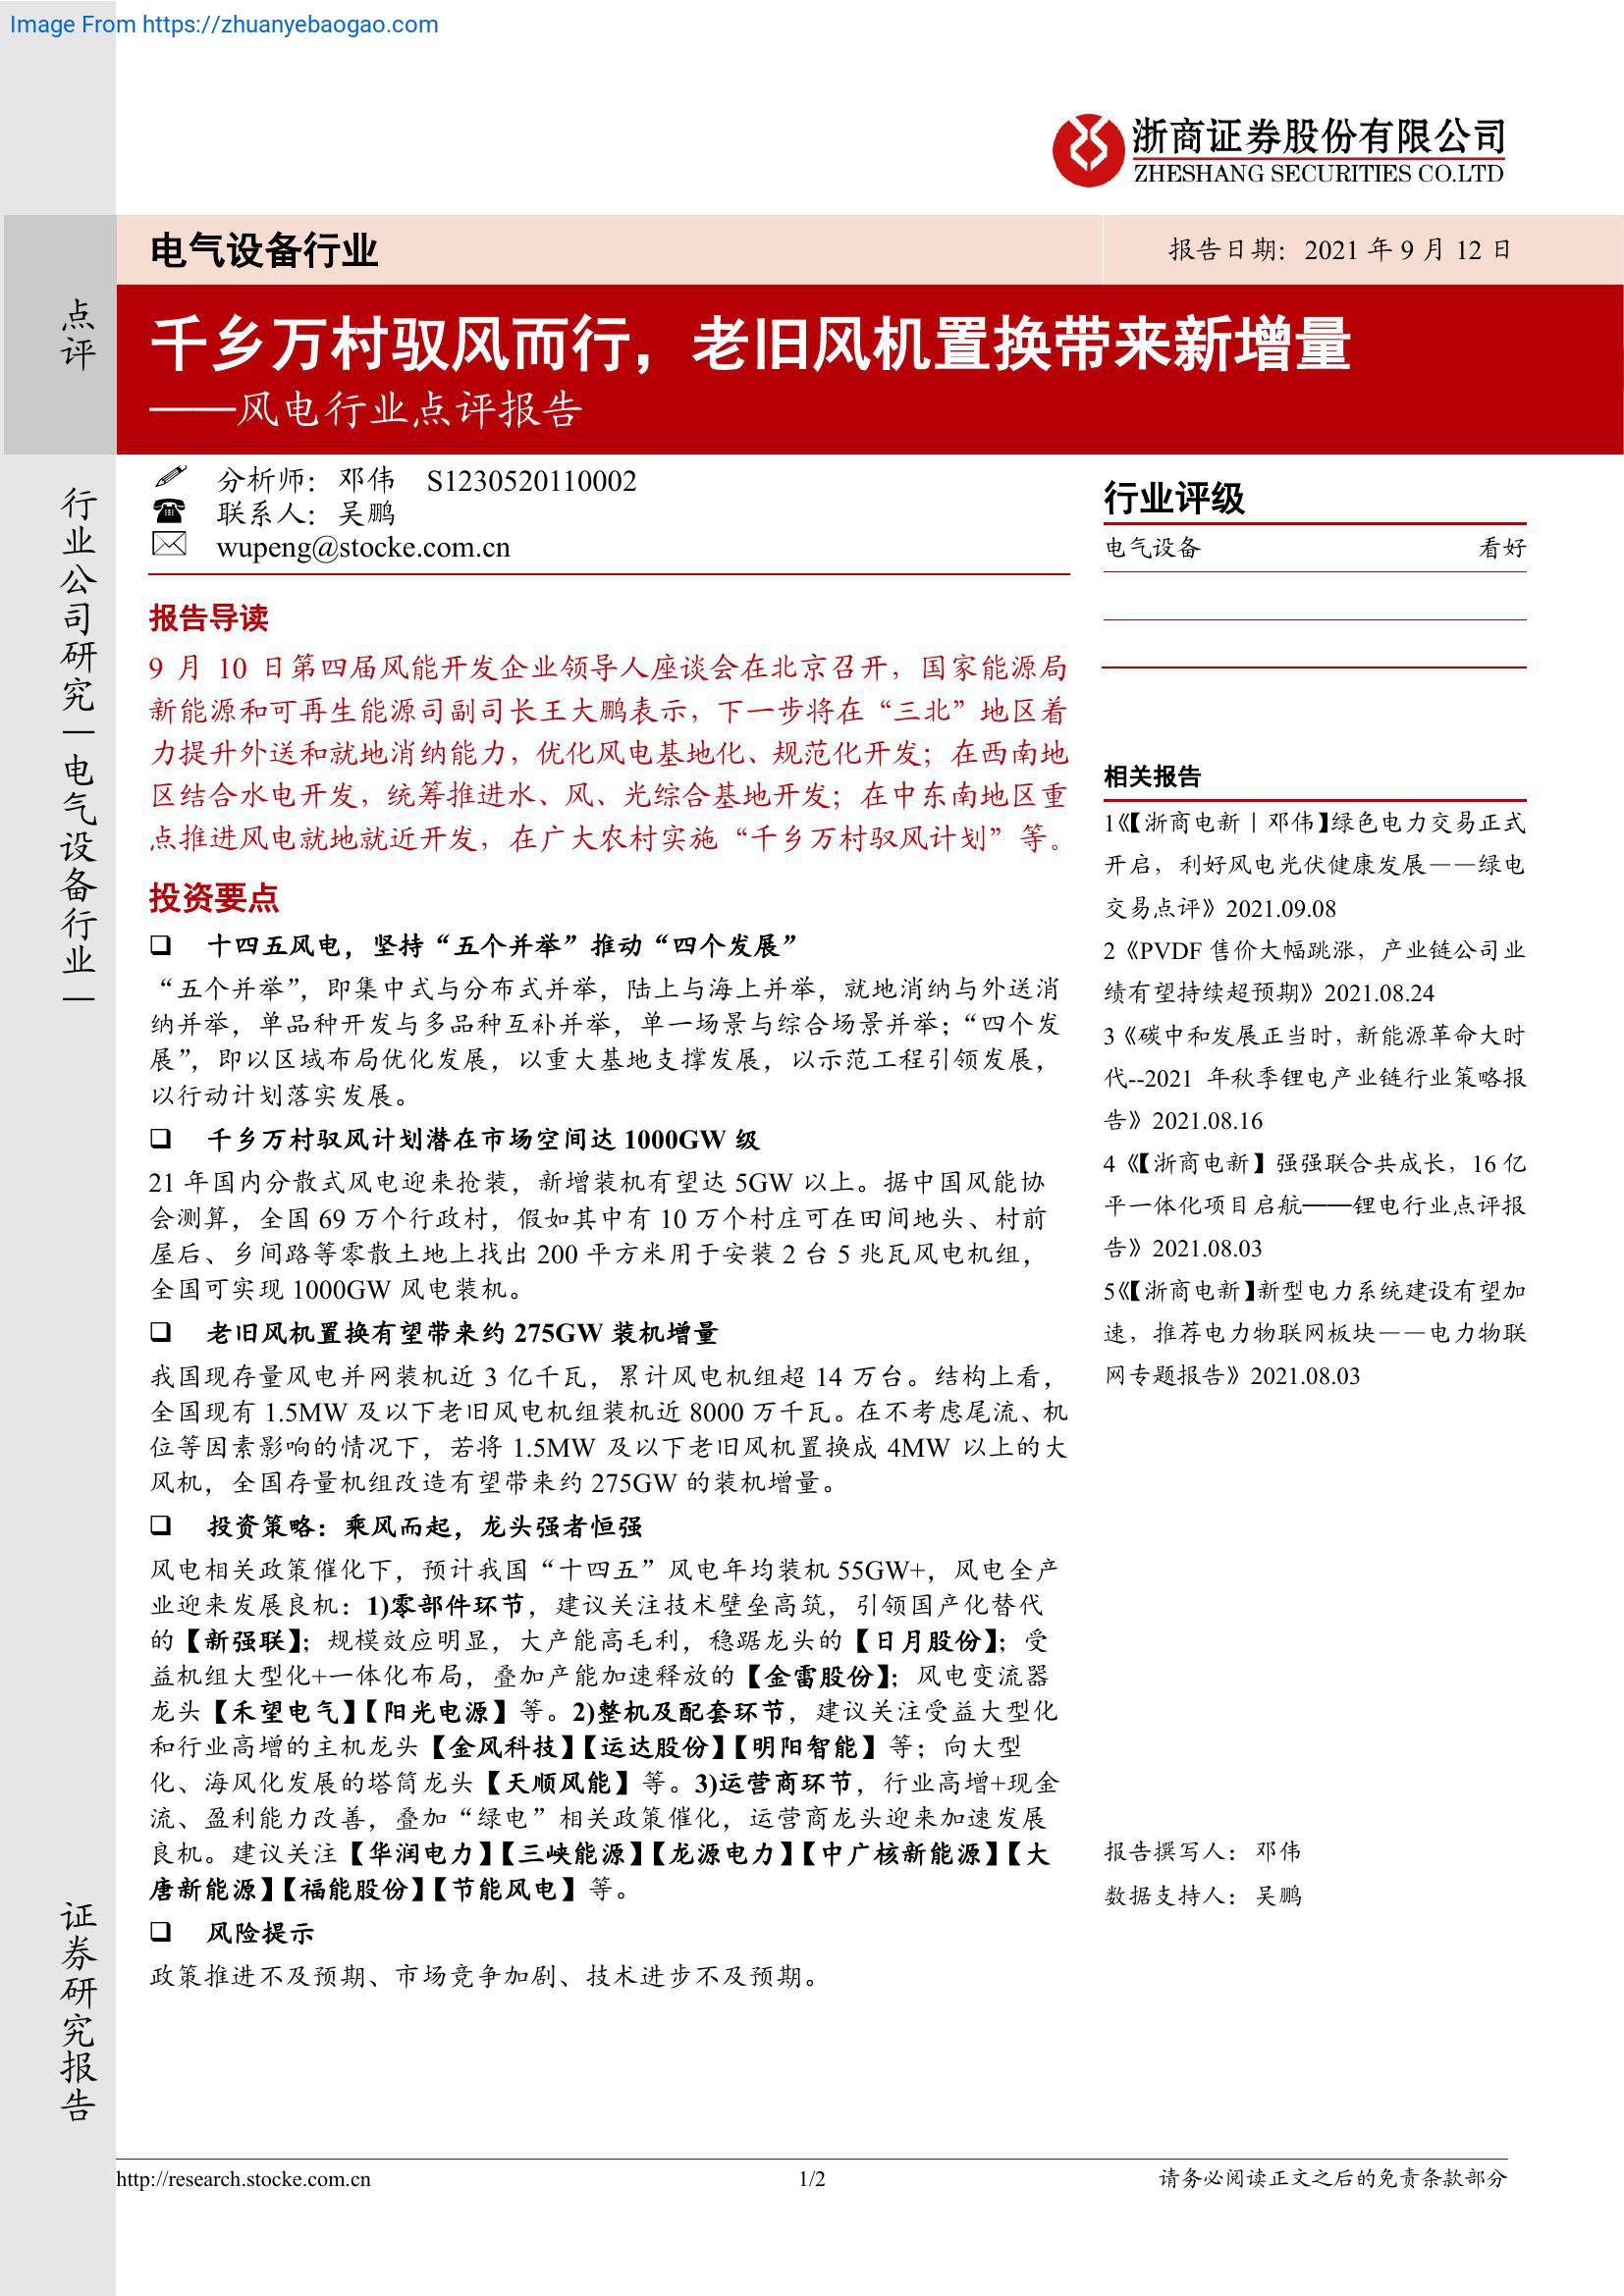 Image From https://zhuanyebaogao.com
浙商证券股份有限公司
ZHESHANG SECURITIES CO.LTD
电气设备行业
报告日期：2021 年 9 月 12 日
点评
千乡万村驭风而行，老旧风机置换带来新增量
——风电行业点评报告
行业公司研究｜电气设备行业｜
证券研究报告
分析师：邓伟 S1230520110002
联系人：吴鹏
wupeng@stocke.com.cn
报告导读
9 月 10 日第四届风能开发企业领导人座谈会在北京召开，国家能源局
新能源和可再生能源司副司长王大鹏表示，下一步将在“三北”地区着
力提升外送和就地消纳能力，优化风电基地化、规范化开发；在西南地
区结合水电开发，统筹推进水、风、光综合基地开发；在中东南地区重
点推进风电就地就近开发，在广大农村实施“千乡万村驭风计划”等。
投资要点
❑ 十四五风电，坚持“五个并举”推动“四个发展”
“五个并举”，即集中式与分布式并举，陆上与海上并举，就地消纳与外送消
纳并举，单品种开发与多品种互补并举，单一场景与综合场景并举；“四个发
展”，即以区域布局优化发展，以重大基地支撑发展，以示范工程引领发展，
以行动计划落实发展。
❑ 千乡万村驭风计划潜在市场空间达 1000GW 级
21 年国内分散式风电迎来抢装，新增装机有望达 5GW 以上。据中国风能协
会测算，全国 69 万个行政村，假如其中有 10 万个村庄可在田间地头、村前
屋后、乡间路等零散土地上找出 200 平方米用于安装 2 台 5 兆瓦风电机组，
全国可实现 1000GW 风电装机。
❑ 老旧风机置换有望带来约 275GW 装机增量
我国现存量风电并网装机近 3 亿千瓦，累计风电机组超 14 万台。结构上看，
全国现有 1.5MW 及以下老旧风电机组装机近 8000 万千瓦。在不考虑尾流、机
位等因素影响的情况下，若将 1.5MW 及以下老旧风机置换成 4MW 以上的大
风机，全国存量机组改造有望带来约 275GW 的装机增量。
❑ 投资策略：乘风而起，龙头强者恒强
风电相关政策催化下，预计我国“十四五”风电年均装机 55GW+，风电全产
业迎来发展良机：1)零部件环节，建议关注技术壁垒高筑，引领国产化替代
的【新强联】；规模效应明显，大产能高毛利，稳踞龙头的【日月股份】；受
益机组大型化+一体化布局，叠加产能加速释放的【金雷股份】；风电变流器
龙头【禾望电气】【阳光电源】等。2)整机及配套环节，建议关注受益大型化
和行业高增的主机龙头【金风科技】【运达股份】【明阳智能】等；向大型
化、海风化发展的塔筒龙头【天顺风能】等。3)运营商环节，行业高增+现金
流、盈利能力改善，叠加“绿电”相关政策催化，运营商龙头迎来加速发展
良机。建议关注【华润电力】【三峡能源】【龙源电力】【中广核新能源】【大
唐新能源】【福能股份】【节能风电】等。
❑ 风险提示
政策推进不及预期、市场竞争加剧、技术进步不及预期。
行业评级
电气设备 看好
相关报告
1《【浙商电新｜邓伟】绿色电力交易正式
开启，利好风电光伏健康发展——绿电
交易点评》2021.09.08
2《PVDF 售价大幅跳涨，产业链公司业
绩有望持续超预期》2021.08.24
3《碳中和发展正当时，新能源革命大时
代--2021 年秋季锂电产业链行业策略报
告》2021.08.16
4《【浙商电新】强强联合共成长，16 亿
平一体化项目启航——锂电行业点评报
告》2021.08.03
5《【浙商电新】新型电力系统建设有望加
速，推荐电力物联网板块——电力物联
网专题报告》2021.08.03
报告撰写人：邓伟
数据支持人：吴鹏
http://research.stocke.com.cn
1/2
请务必阅读正文之后的免责条款部分